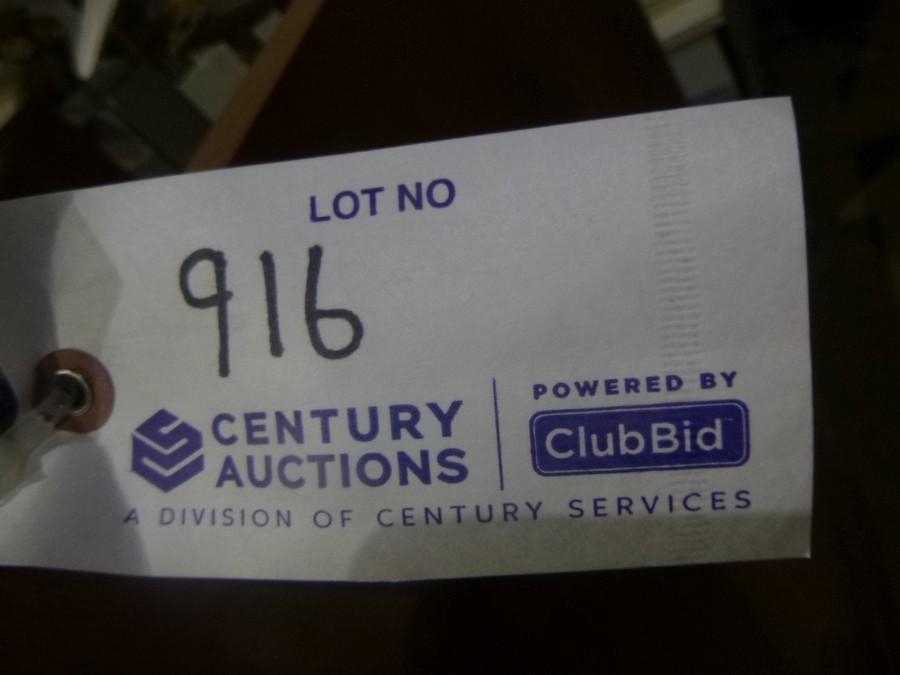 LOT NO
916
CENTURY
AUCTIONS
POWERED BY
ClubBid
A DIVISION OF CENTURY SERVICES